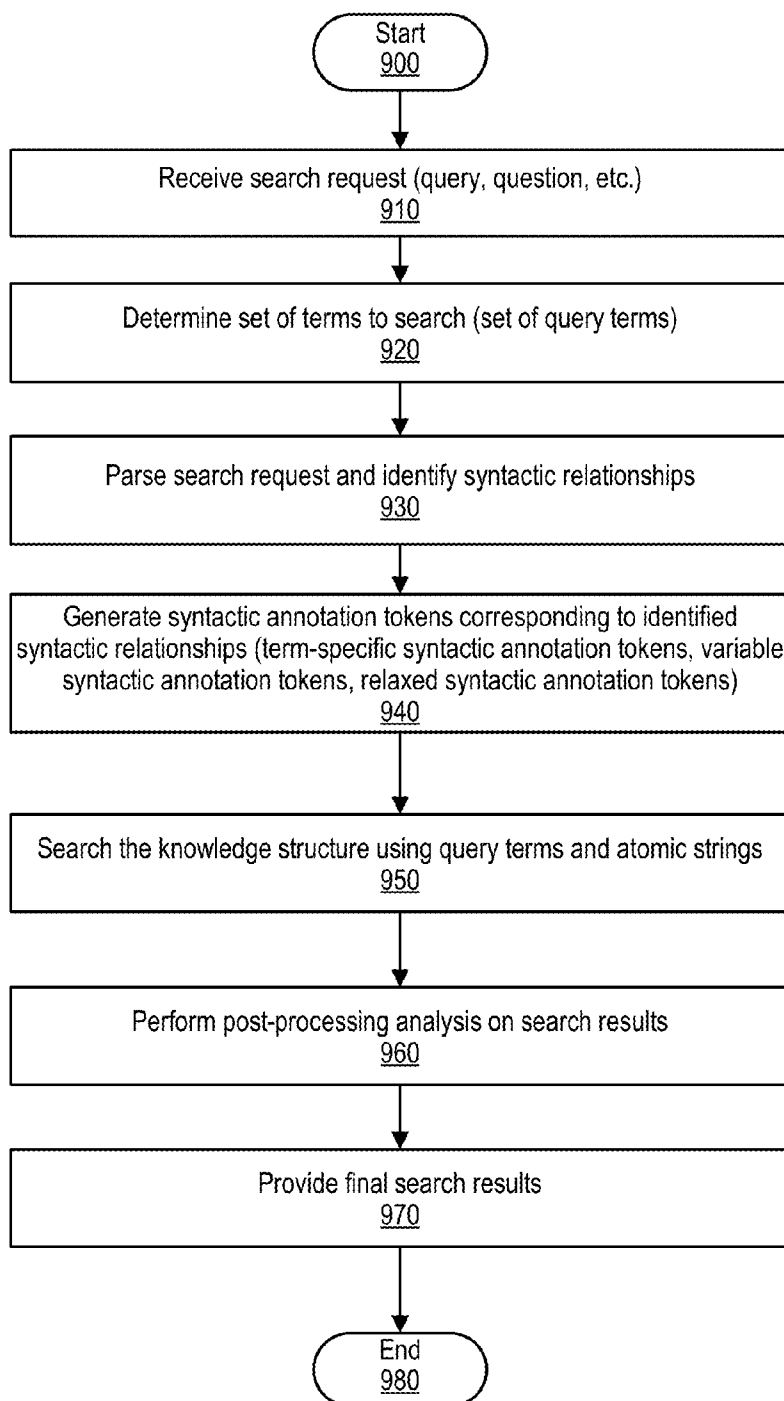 Start
900
Receive search request (query, question, etc.)
910
Determine set of terms to search (set of query terms)
920
Parse search request and identify syntactic relationships
930
Generate syntactic annotation tokens corresponding to identified
syntactic relationships (term-specific syntactic annotation tokens, variable
syntactic annotation tokens, relaxed syntactic annotation tokens)
940
Search the knowledge structure using query terms and atomic strings
950
Perform post-processing analysis on search results
960
Provide final search results
970
End
980